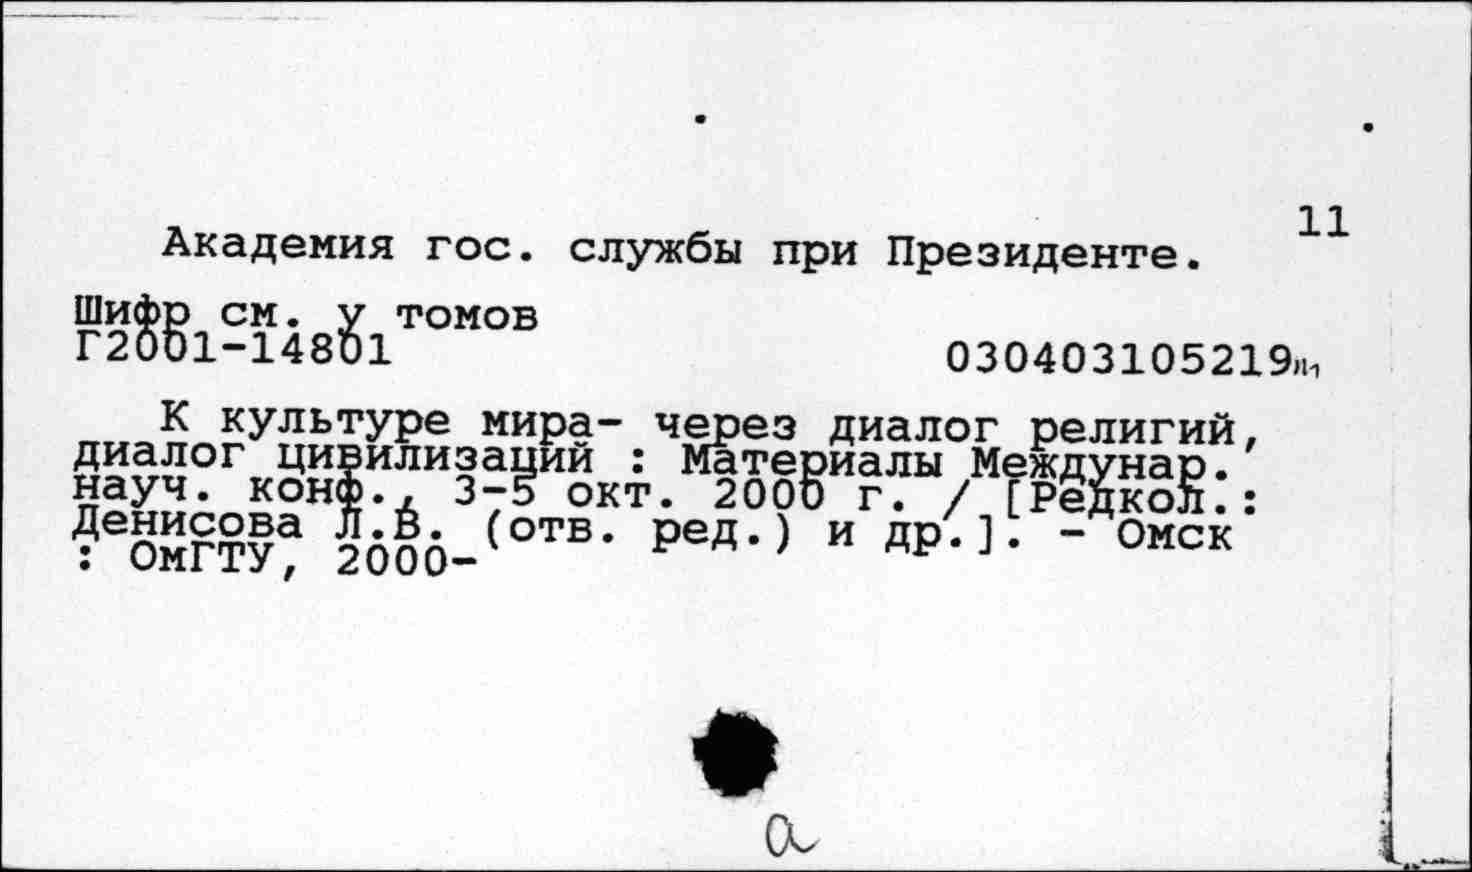 11
Академия гос. службы при Президенте.
Шифр см. у томов
Г2001-14801 030403105219
К культуре мира- через диалог религий,
диалог цивилизаций : Материалы Междунар.
науч. конф., 3-5 окт. 2000 г. / [Редкол.:
Денисова Л.В. (отв. ред.) и др.]. - Омск
: ОмГТУ, 2000-
а